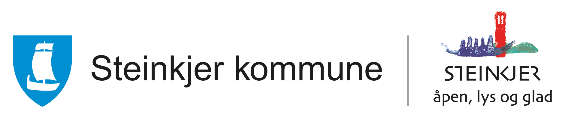 Steinkjer kommune
STEINKJER
åpen, lys og glad